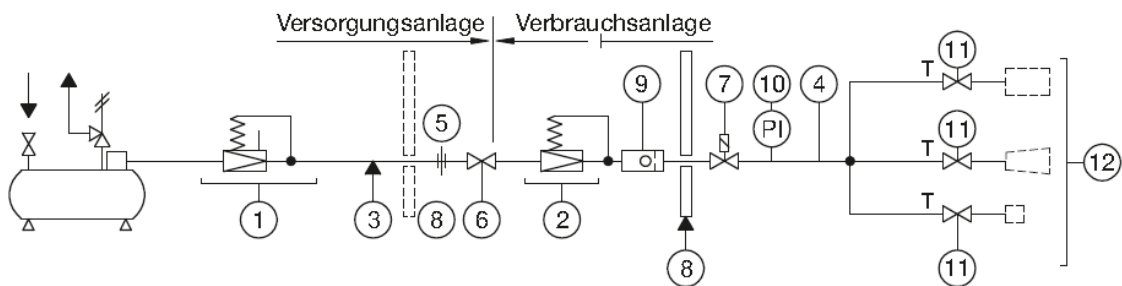 Versorgungsanlage Verbrauchsanlage
11
9 7 10 4 T
5 PI
11
T
12
T
1 3 8 6 2
8 11